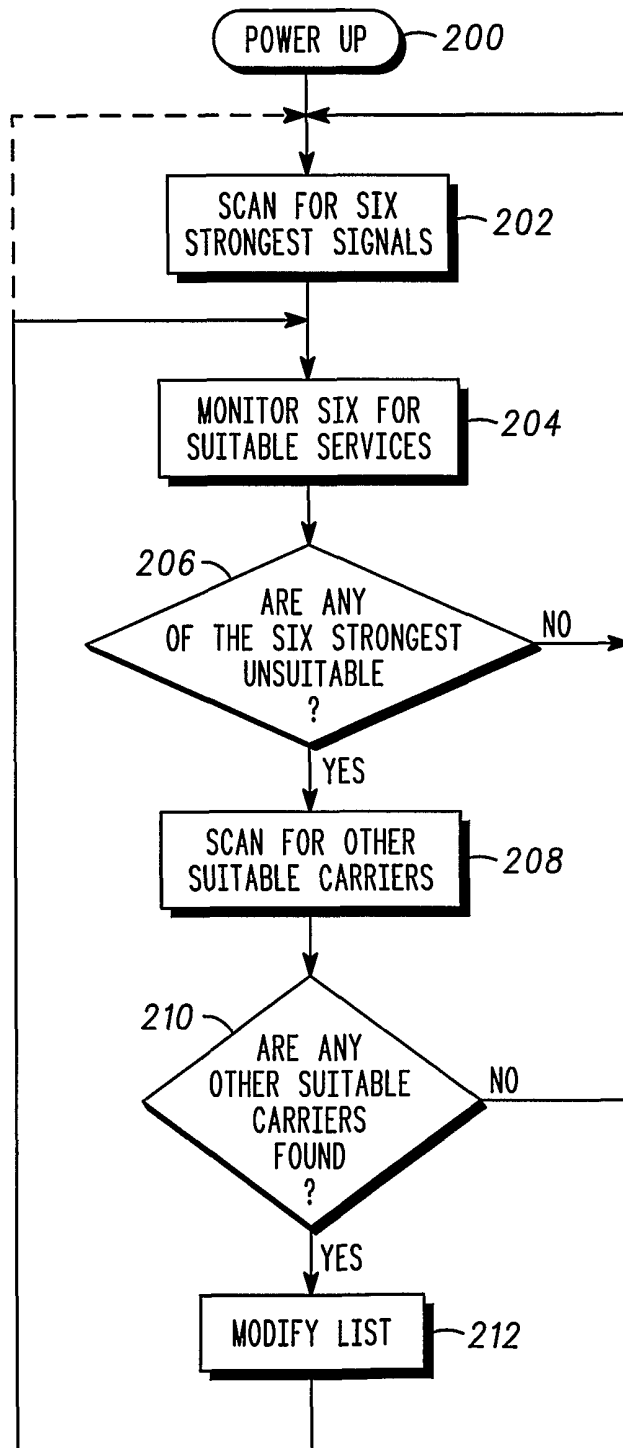 POWER UP
200
SCAN FOR SIX
STRONGEST SIGNALS
202
MONITOR SIX FOR
SUITABLE SERVICES
204
206
ARE ANY
OF THE SIX STRONGEST
UNSUITABLE
?
NO
YES
SCAN FOR OTHER
SUITABLE CARRIERS
208
210
ARE ANY
OTHER SUITABLE
CARRIERS
FOUND
?
NO
YES
MODIFY LIST
212